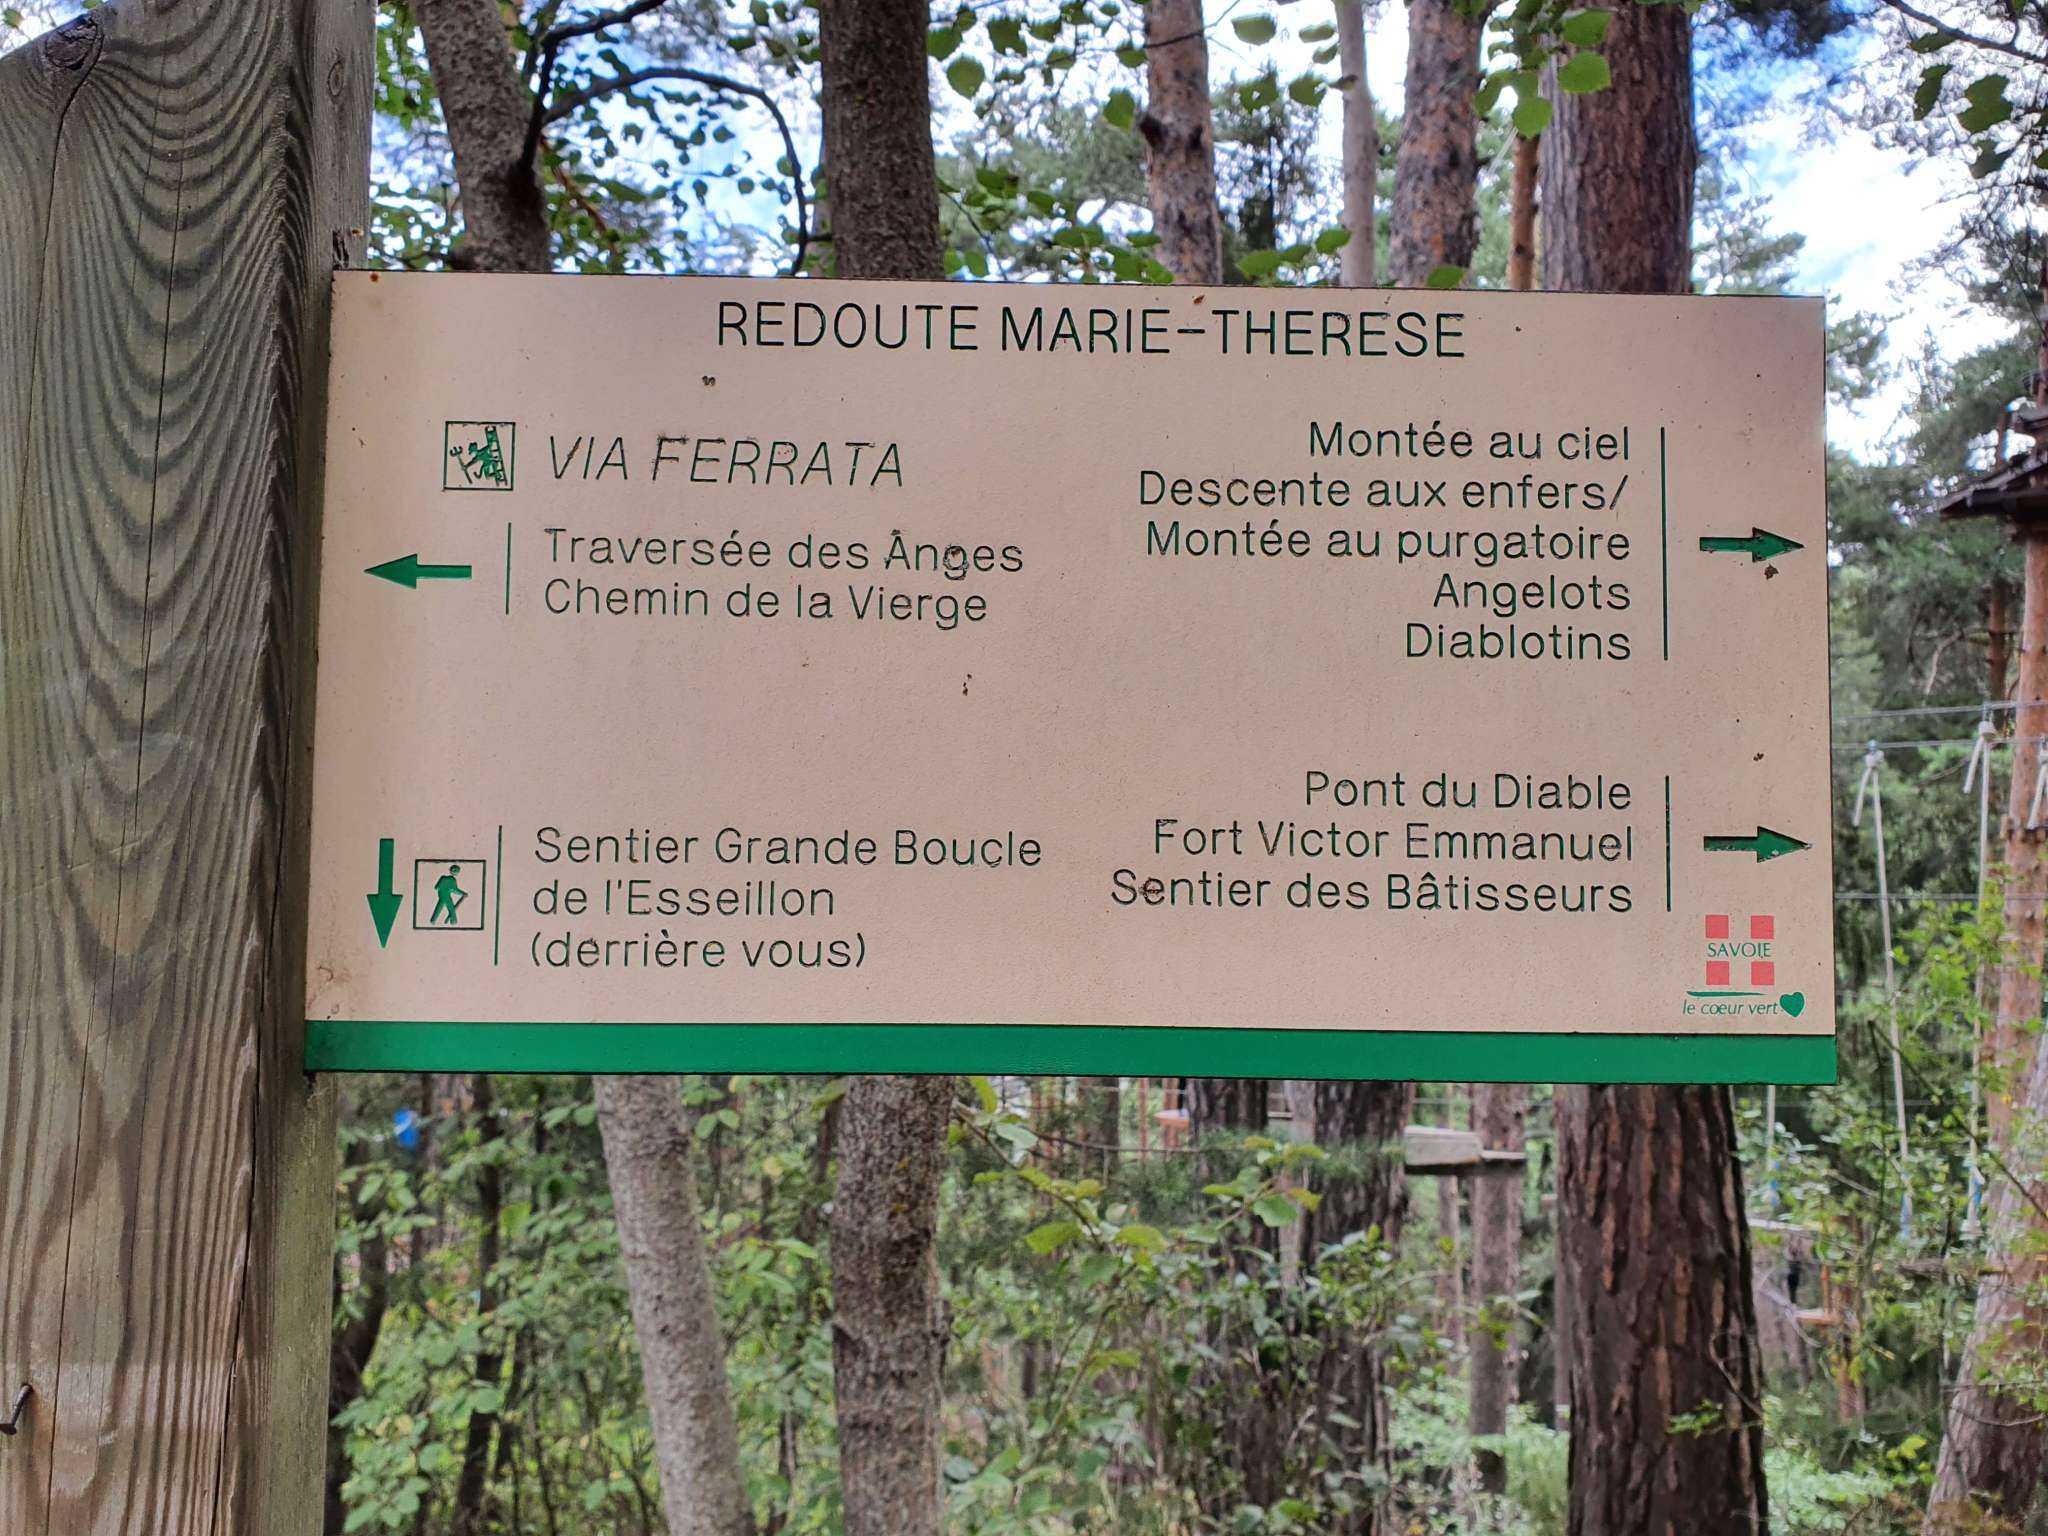 REDOUTE MARIE-THERESE
VIA FERRATA
Traversée des Anges
Chemin de la Vierge
Montée au ciel
Descente aux enfers/
Montée au purgatoire
Angelots
Diablotins
Sentier Grande Boucle
de l'Esseillon
(derrière vous)
Pont du Diable
Fort Victor Emmanuel
Sentier des Bâtisseurs
SAVOIE
le coeur vert